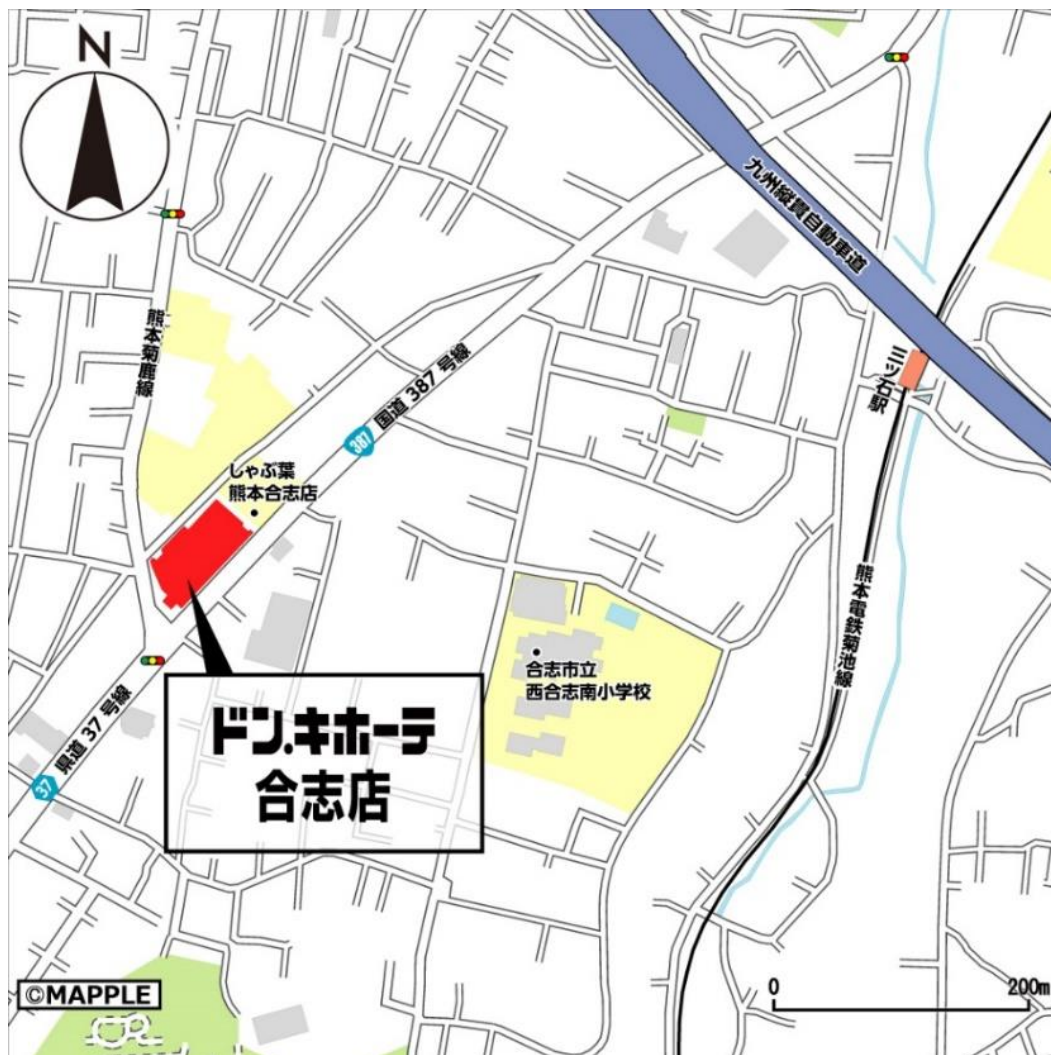 N
九州縦貫自動車道
熊本菊鹿線
国道 387 号線
387
三ツ石駅
しゃぶ葉
熊本合志店
熊本電鉄菊池線
合志市立
西合志南小学校
県道 37 号線
37
ドン.キホーテ
合志店
©MAPPLE
0 200m